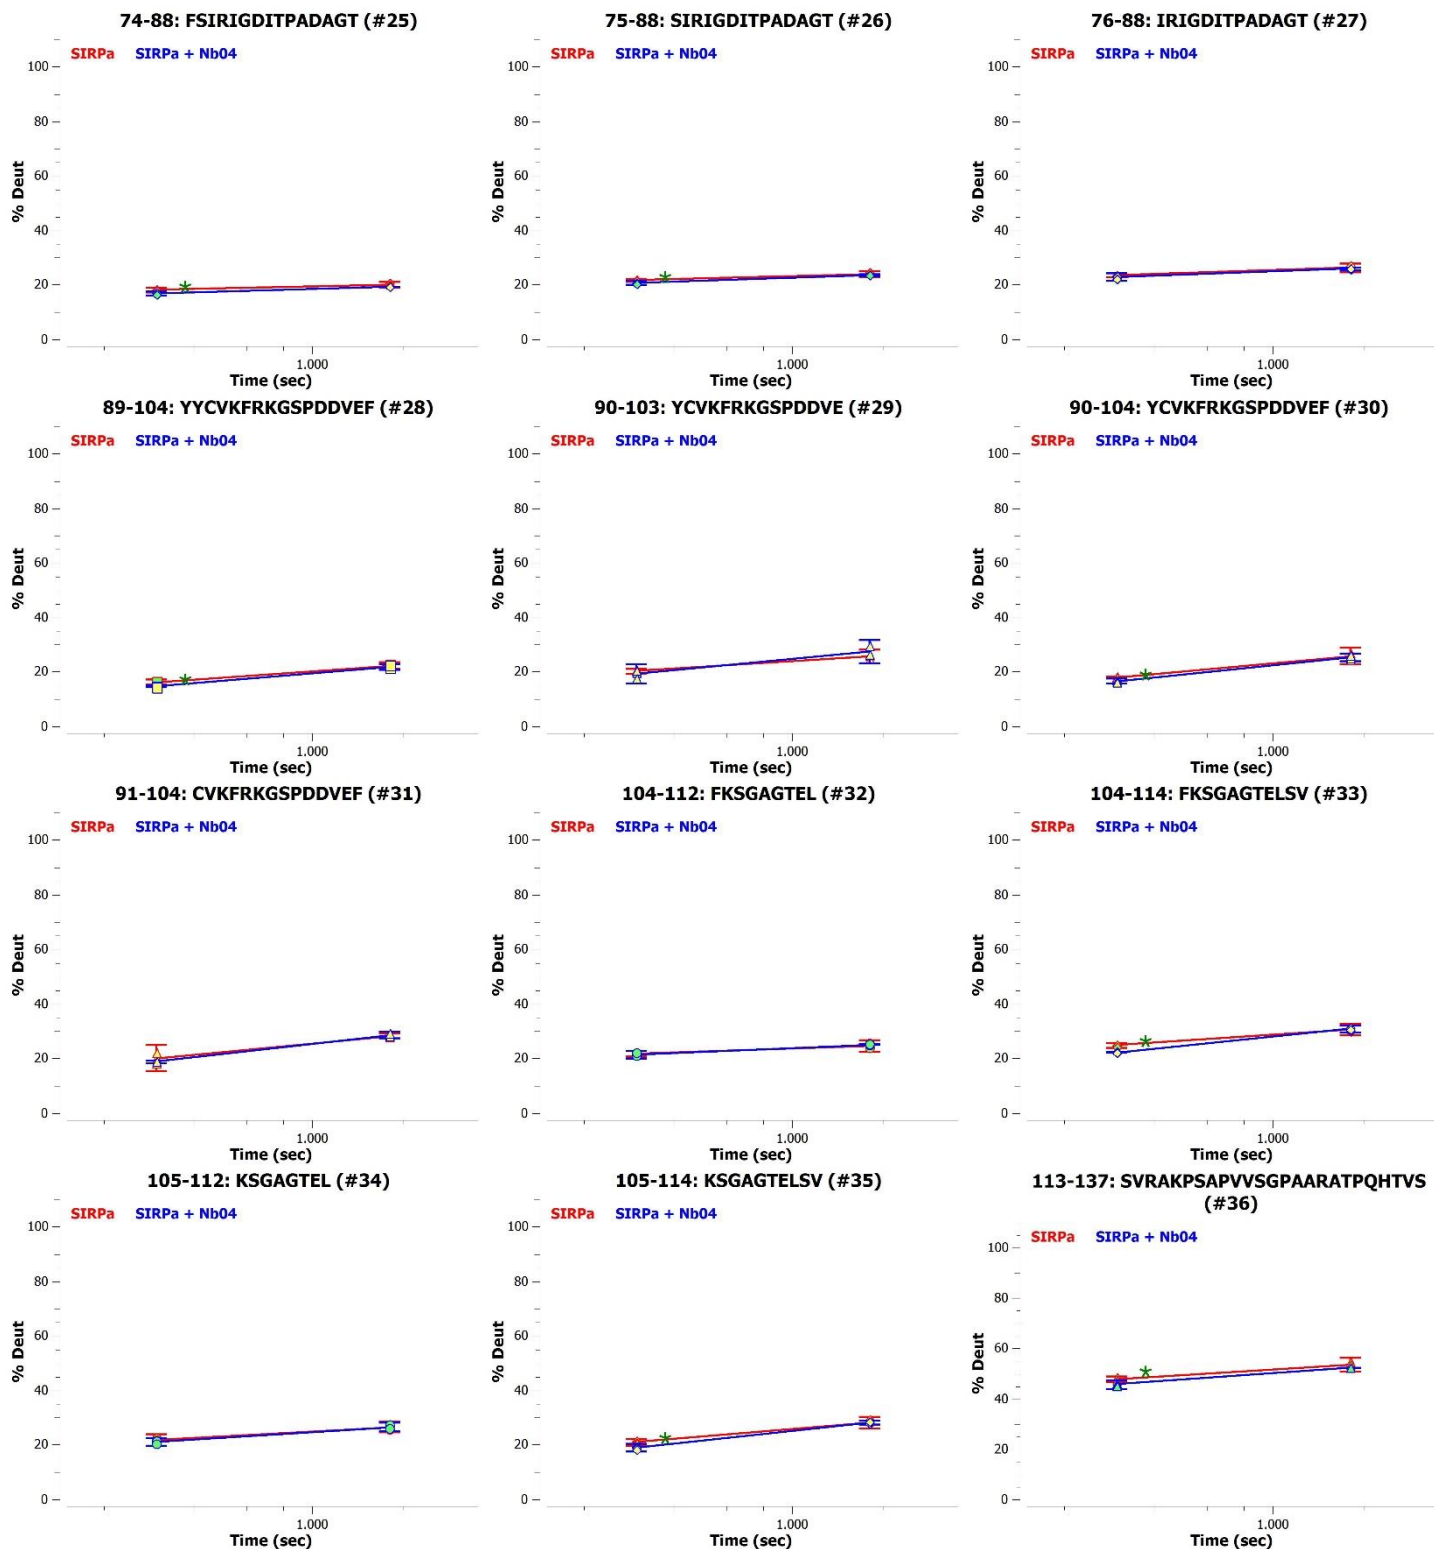 74-88: FSIRIGDITPADAGT (#25)
SIRPa SIRPa + Nb04
100
80
60
40
20
0
% Deut
1.000
Time (sec)
75-88: SIRIGDITPADAGT (#26)
SIRPa SIRPa + Nb04
100
80
60
40
20
0
% Deut
1.000
Time (sec)
76-88: IRIGDITPADAGT (#27)
SIRPa SIRPa + Nb04
100
80
60
40
20
0
% Deut
1.000
Time (sec)
89-104: YYCVKFRKGSPDDVEF (#28)
SIRPa SIRPa + Nb04
100
80
60
40
20
0
% Deut
1.000
Time (sec)
90-103: YCVKFRKGSPDDVE (#29)
SIRPa SIRPa + Nb04
100
80
60
40
20
0
% Deut
1.000
Time (sec)
90-104: YCVKFRKGSPDDVEF (#30)
SIRPa SIRPa + Nb04
100
80
60
40
20
0
% Deut
1.000
Time (sec)
91-104: CVKFRKGSPDDVEF (#31)
SIRPa SIRPa + Nb04
100
80
60
40
20
0
% Deut
1.000
Time (sec)
104-112: FKSGAGTEL (#32)
SIRPa SIRPa + Nb04
100
80
60
40
20
0
% Deut
1.000
Time (sec)
104-114: FKSGAGTELSV (#33)
SIRPa SIRPa + Nb04
100
80
60
40
20
0
% Deut
1.000
Time (sec)
105-112: KSGAGTEL (#34)
SIRPa SIRPa + Nb04
100
80
60
40
20
0
% Deut
1.000
Time (sec)
105-114: KSGAGTELSV (#35)
SIRPa SIRPa + Nb04
100
80
60
40
20
0
% Deut
1.000
Time (sec)
113-137: SVRAKPSAPVVSGPAARATPQHTVS
(#36)
SIRPa SIRPa + Nb04
100
80
60
40
20
0
% Deut
1.000
Time (sec)